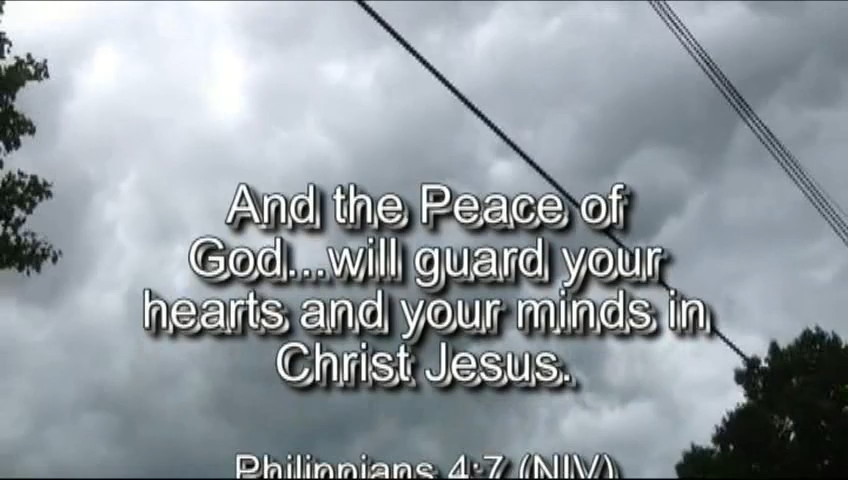 And the Peace of
God...will guard your
hearts and your minds in
Christ Jesus.
Philippians 4:7 (NIV)